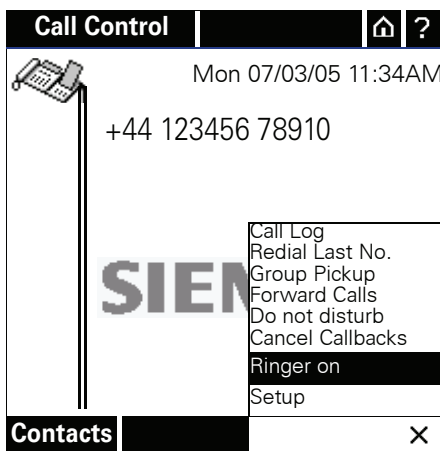 Call Control ?
Mon 07/03/05 11:34AM
+44 123456 78910
SIEN
Call Log
Redial Last No.
Group Pickup
Forward Calls
Do not disturb
Cancel Callbacks
Ringer on
Setup
Contacts